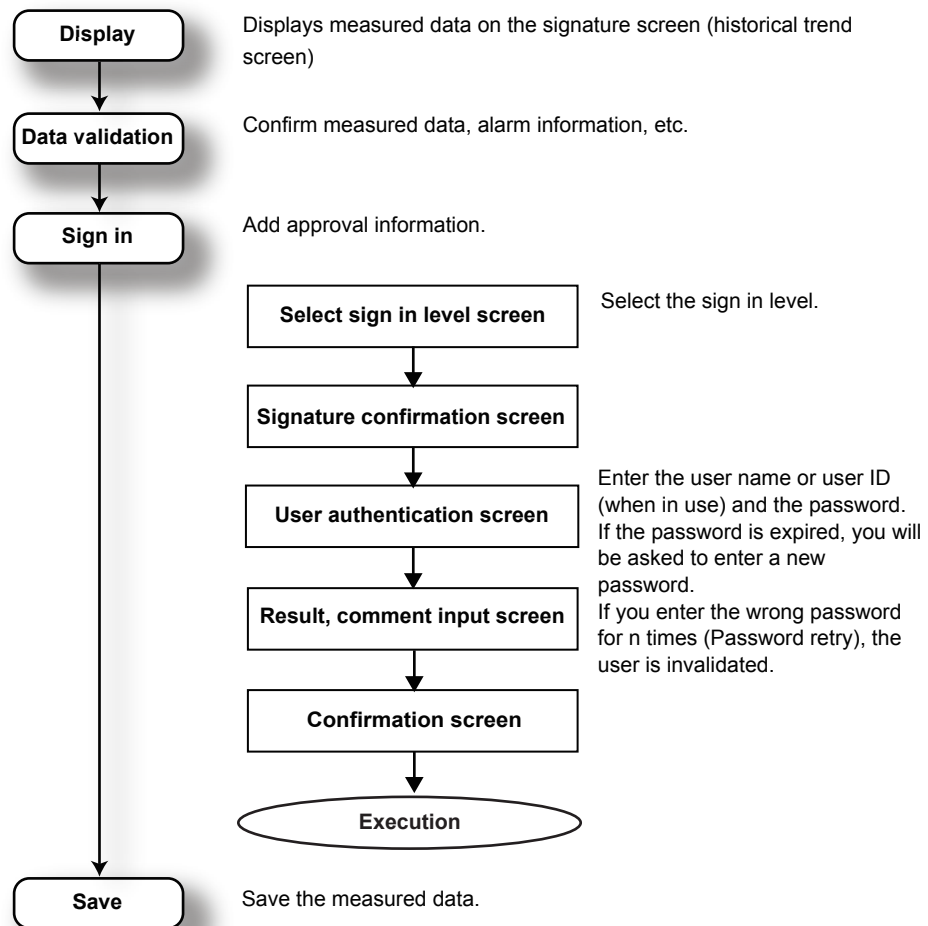 Display
Displays measured data on the signature screen (historical trend
screen)
Data validation
Confirm measured data, alarm information, etc.
Sign in
Add approval information.
Select sign in level screen
Select the sign in level.
Signature confirmation screen
User authentication screen
Enter the user name or user ID
(when in use) and the password.
If the password is expired, you will
be asked to enter a new
password.
If you enter the wrong password
for n times (Password retry), the
user is invalidated.
Result, comment input screen
Confirmation screen
Execution
Save
Save the measured data.